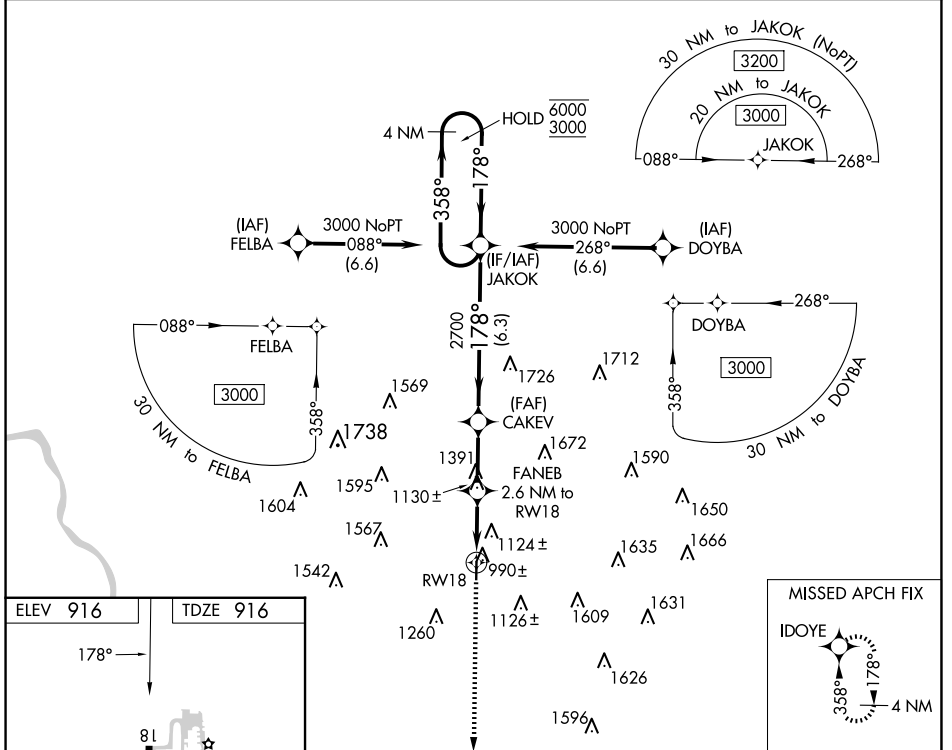 30 NM to JAKOK (NoPT)
3200
20 NM to JAKOK
3000
JAKOK
088°
268°
HOLD
6000
3000
4 NM
358°
178°
(IAF)
FELBA
3000 NoPT
088°
(6.6)
(IF/IAF)
JAKOK
3000 NoPT
268°
(6.6)
(IAF)
DOYBA
2700
178°
(6.3)
088°
FELBA
3000
358°
30 NM to FELBA
268°
DOYBA
3000
358°
30 NM to DOYBA
1726
1712
1569
(FAF)
CAKEV
1738
1672
1391
FANEB
2.6 NM to
RW18
1590
1595
1604
1130±
1650
1567
1124±
1635
1666
1542
RW18
990±
1260
1126±
1609
1631
1626
1596
ELEV 916
TDZE 916
178°
18
MISSED APCH FIX
IDOYE
358°
178°
4 NM